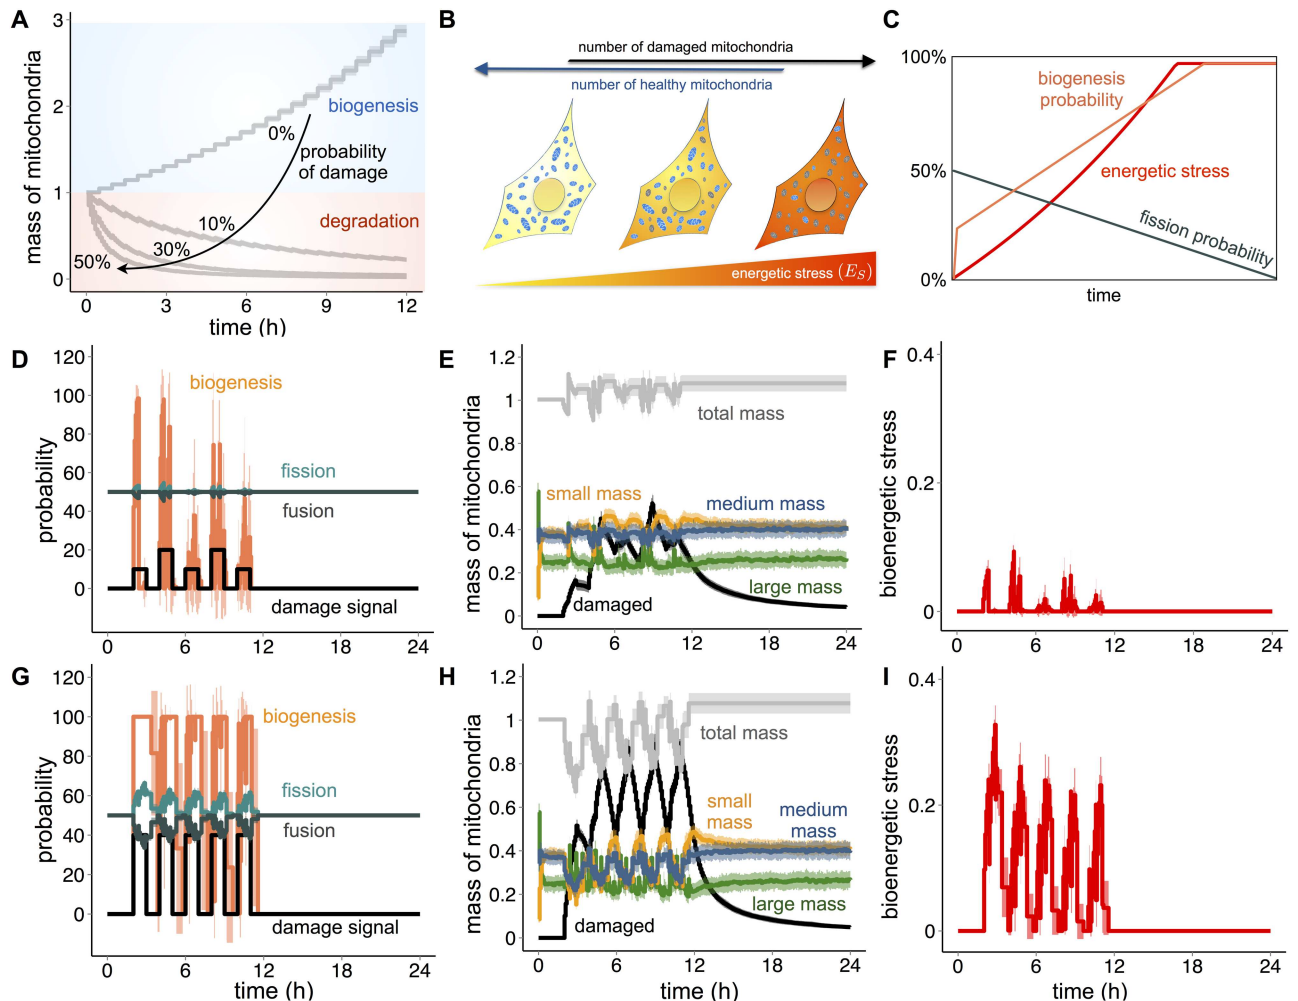 A
3
2
1
0
mass of mitochondria
biogenesis
0%
probability
of damage
degradation
10%
30%
50%
0 3 6 9 12
time (h)
B
number of damaged mitochondria
number of healthy mitochondria
energetic stress (E_S)
C
100%
50%
0%
biogenesis
probability
energetic stress
fission probability
time
D
120
100
80
60
40
20
0
probability
biogenesis
fission
fusion
damage signal
0 6 12 18 24
E
1.2
1
0.8
0.6
0.4
0.2
0
mass of mitochondria
total mass
small mass
medium mass
large mass
damaged
0 6 12 18 24
F
0.4
0.2
0
bioenergetic stress
0 6 12 18 24
G
120
100
80
60
40
20
0
probability
biogenesis
fission
fusion
damage signal
0 6 12 18 24
time (h)
H
1.2
1
0.8
0.6
0.4
0.2
0
mass of mitochondria
total mass
small
mass
medium
mass
large mass
damaged
0 6 12 18 24
time (h)
I
0.4
0.2
0
bioenergetic stress
0 6 12 18 24
time (h)